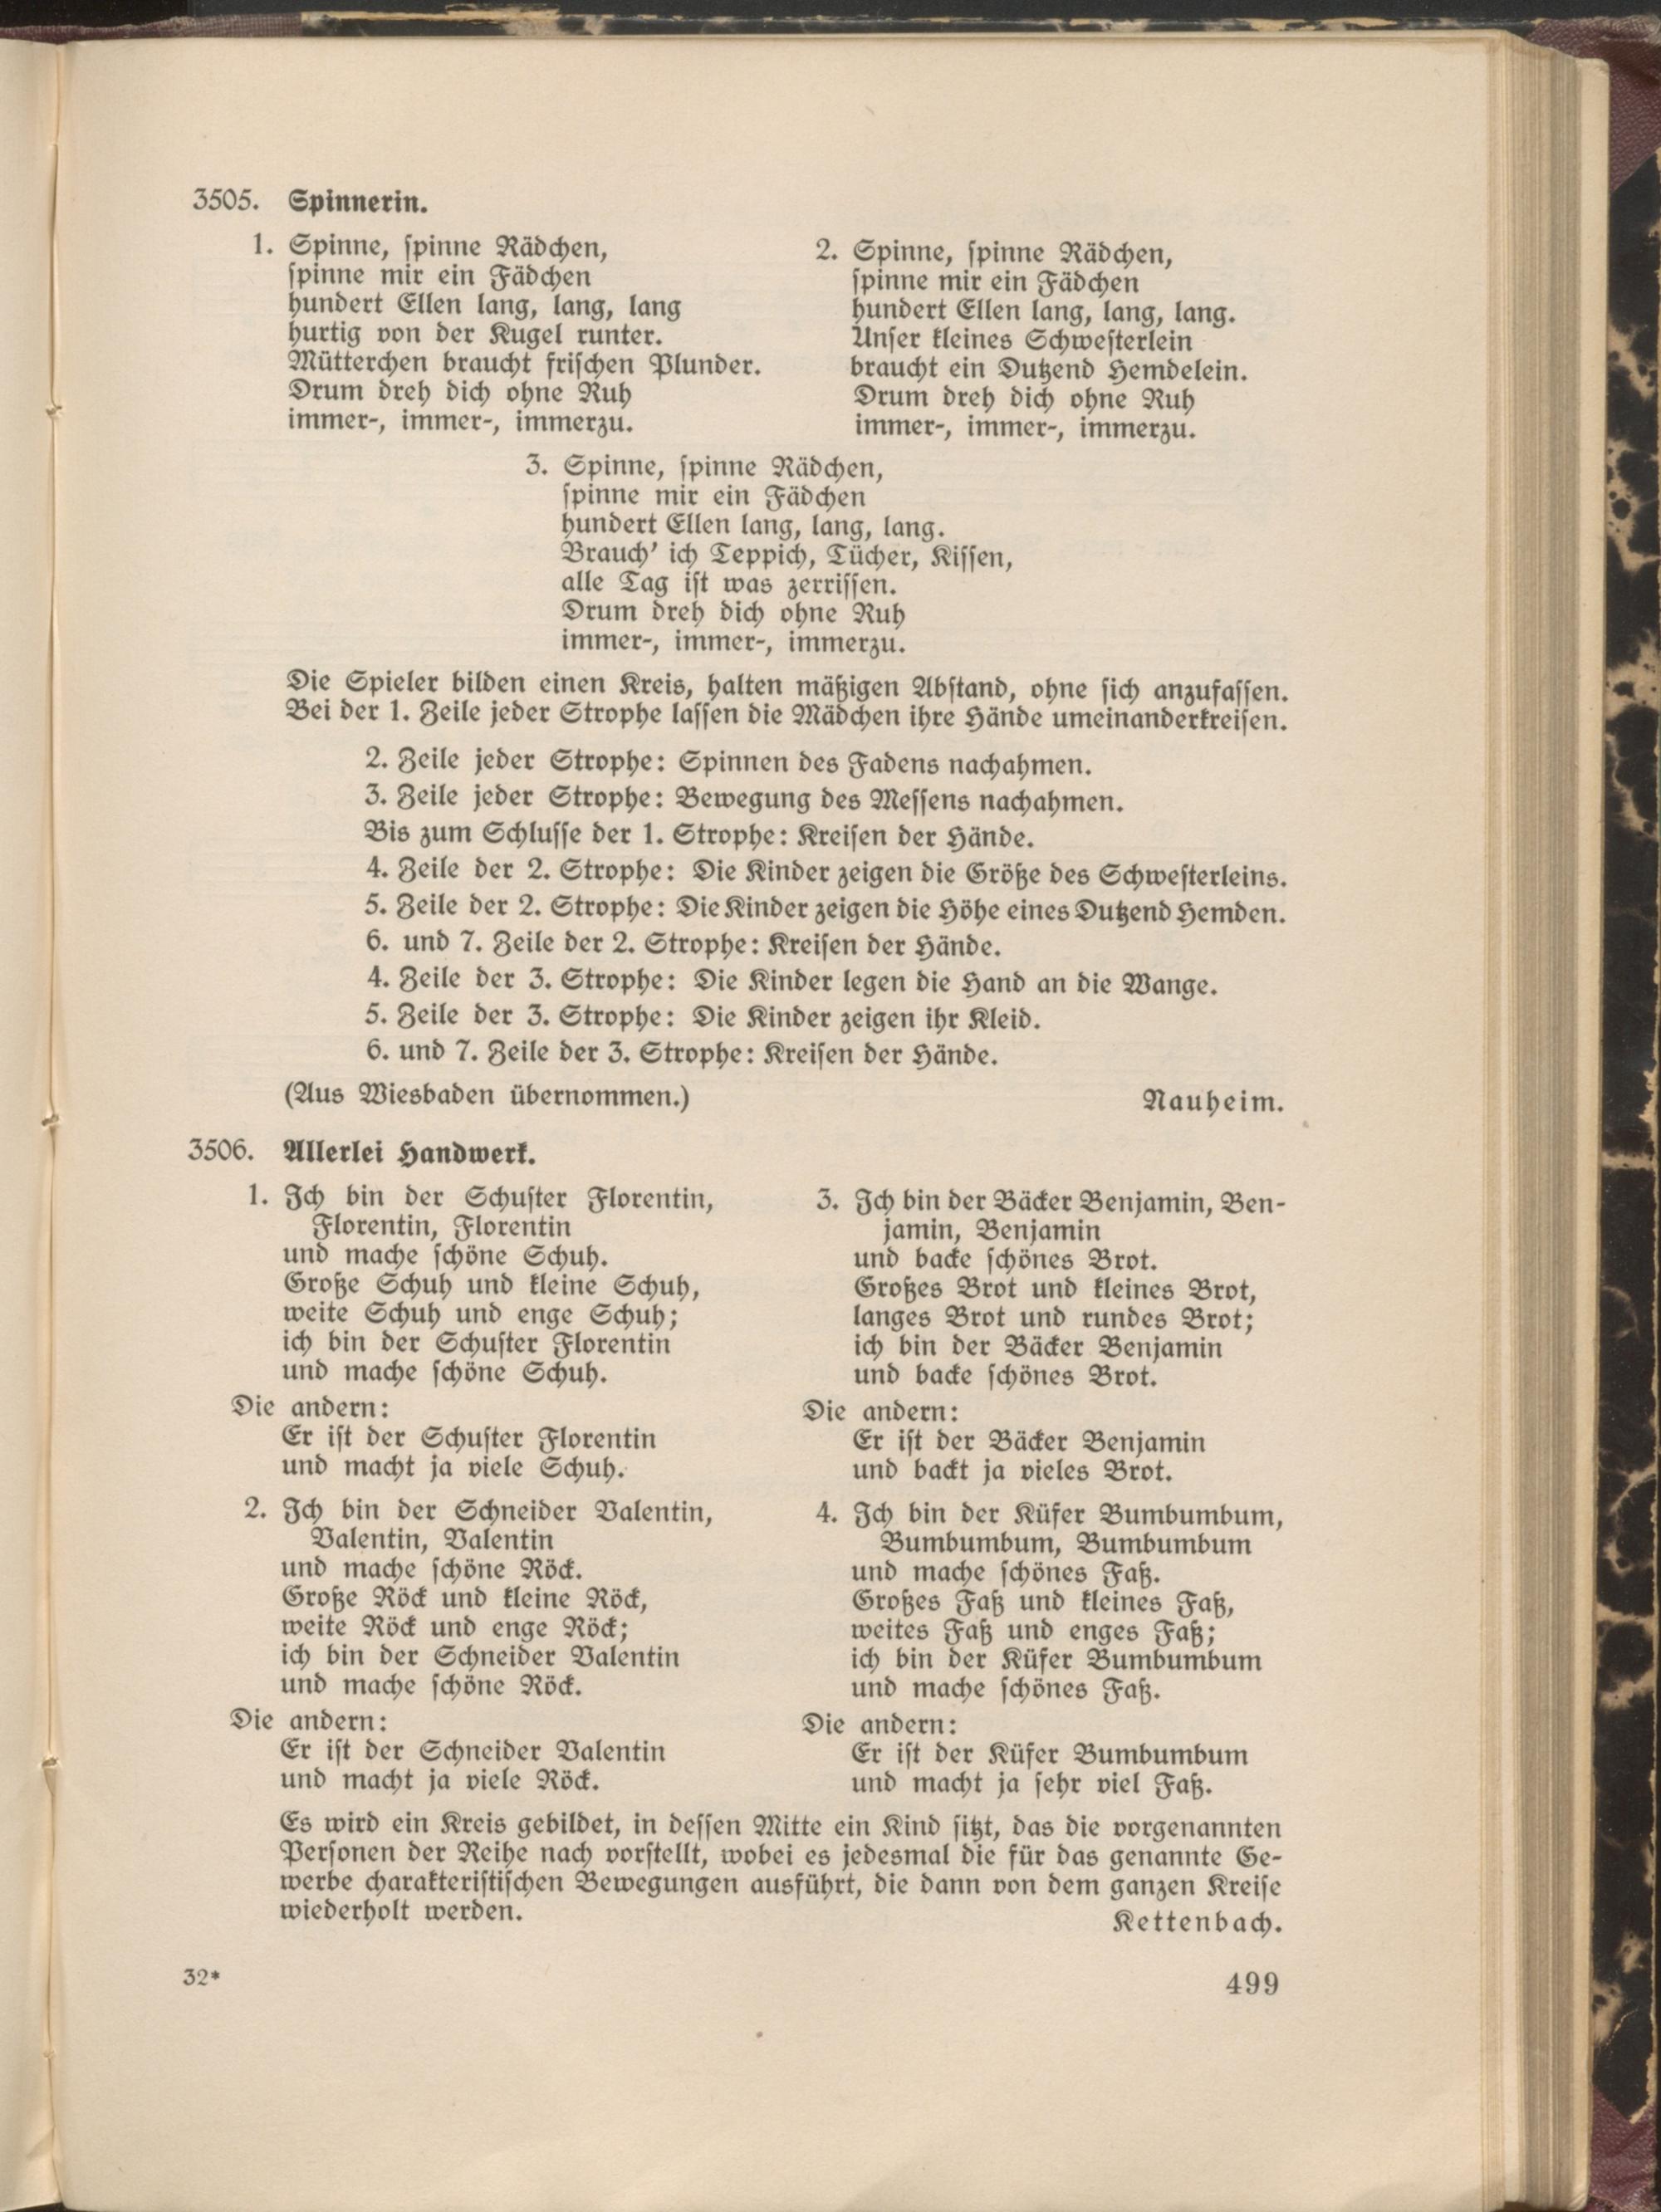 3505. Spinnerin.
1. Spinne, spinne Rädchen,
spinne mir ein Fädchen
hundert Ellen lang, lang, lang
hurtig von der Kugel runter.
Mütterchen braucht frischen Plunder.
Drum dreh dich ohne Ruh
immer-, immer-, immerzu.
2. Spinne, spinne Rädchen,
spinne mir ein Fädchen
hundert Ellen lang, lang, lang.
Unser kleines Schwesterlein
braucht ein Dutzend Hemdelein.
Drum dreh dich ohne Ruh
immer-, immer-, immerzu.
3. Spinne, spinne Rädchen,
spinne mir ein Fädchen
hundert Ellen lang, lang, lang.
Brauch' ich Teppich, Tücher, Kissen,
alle Tag ist was zerrissen.
Drum dreh dich ohne Ruh
immer-, immer-, immerzu.
Die Spieler bilden einen Kreis, halten mäßigen Abstand, ohne sich anzufassen.
Bei der 1. Zeile jeder Strophe lassen die Mädchen ihre Hände umeinanderkreisen.
2. Zeile jeder Strophe: Spinnen des Fadens nachahmen.
3. Zeile jeder Strophe: Bewegung des Messens nachahmen.
Bis zum Schlusse der 1. Strophe: Kreisen der Hände.
4. Zeile der 2. Strophe: Die Kinder zeigen die Größe des Schwesterleins.
5. Zeile der 2. Strophe: Die Kinder zeigen die Höhe eines Dutzend Hemden.
6. und 7. Zeile der 2. Strophe: Kreisen der Hände.
4. Zeile der 3. Strophe: Die Kinder legen die Hand an die Wange.
5. Zeile der 3. Strophe: Die Kinder zeigen ihr Kleid.
6. und 7. Zeile der 3. Strophe: Kreisen der Hände.
(Aus Wiesbaden übernommen.) Nauheim.
3506. Allerlei Handwerk.
1. Ich bin der Schuster Florentin,
Florentin, Florentin
und mache schöne Schuh.
Große Schuh und kleine Schuh,
weite Schuh und enge Schuh;
ich bin der Schuster Florentin
und mache schöne Schuh.
Die andern:
Er ist der Schuster Florentin
und macht ja viele Schuh.
2. Ich bin der Schneider Valentin,
Valentin, Valentin
und mache schöne Röck.
Große Röck und kleine Röck,
weite Röck und enge Röck;
ich bin der Schneider Valentin
und mache schöne Röck.
Die andern:
Er ist der Schneider Valentin
und macht ja viele Röck.
3. Ich bin der Bäcker Benjamin, Ben-
jamin, Benjamin
und backe schönes Brot.
Großes Brot und kleines Brot,
langes Brot und rundes Brot;
ich bin der Bäcker Benjamin
und backe schönes Brot.
Die andern:
Er ist der Bäcker Benjamin
und backt ja vieles Brot.
4. Ich bin der Küfer Bumbumbum,
Bumbumbum, Bumbumbum
und mache schönes Faß.
Großes Faß und kleines Faß,
weites Faß und enges Faß;
ich bin der Küfer Bumbumbum
und mache schönes Faß.
Die andern:
Er ist der Küfer Bumbumbum
und macht ja sehr viel Faß.
Es wird ein Kreis gebildet, in dessen Mitte ein Kind sitzt, das die vorgenannten
Personen der Reihe nach vorstellt, wobei es jedesmal die für das genannte Ge-
werbe charakteristischen Bewegungen ausführt, die dann von dem ganzen Kreise
wiederholt werden. Kettenbach.
32* 499